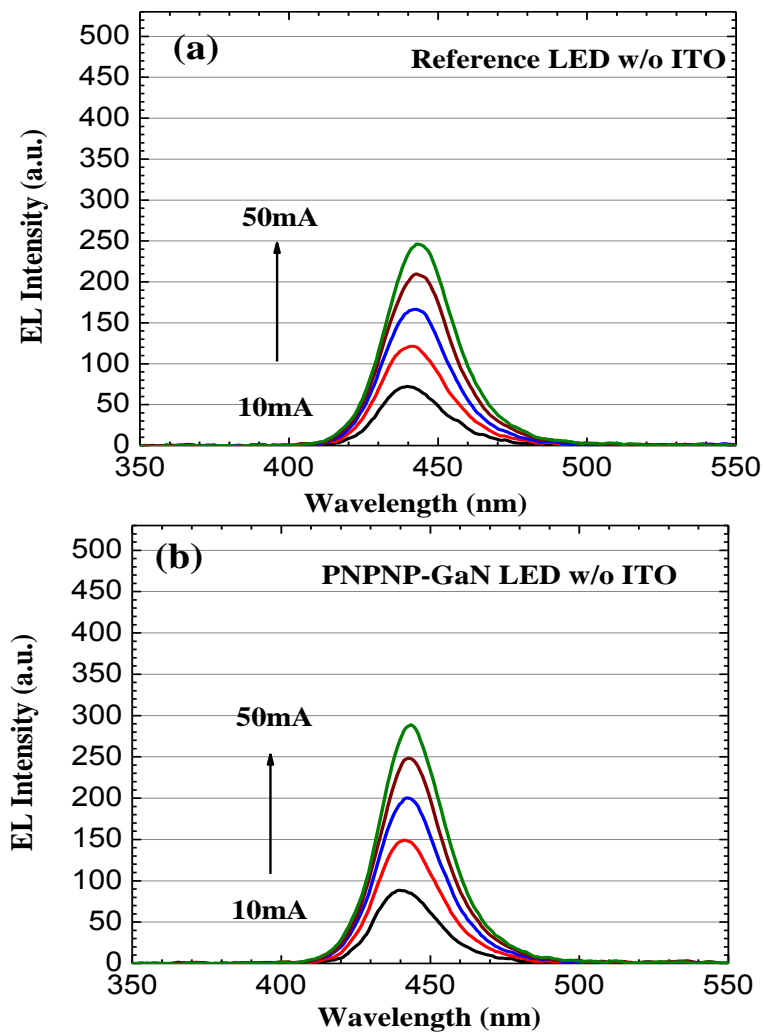 (a)
Reference LED w/o ITO
500
450
400
350
300
250
200
150
100
50
0
EL Intensity (a.u.)
50mA
10mA
350 400 450 500 550
Wavelength (nm)
(b)
PNPNP-GaN LED w/o ITO
500
450
400
350
300
250
200
150
100
50
0
EL Intensity (a.u.)
50mA
10mA
350 400 450 500 550
Wavelength (nm)